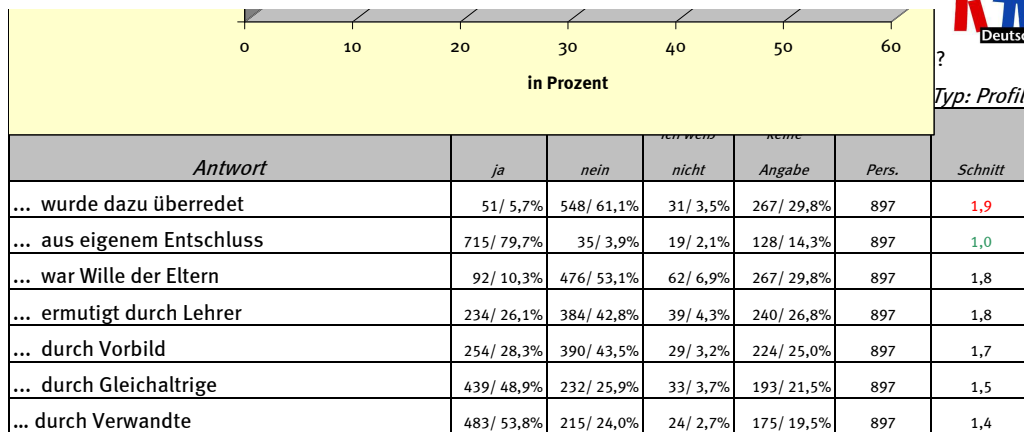 0 10 20 30 40 50 60
in Prozent
Deutsc
?
Typ: Profil
Antwort ja nein ich weiß nicht keine Angabe Pers. Schnitt
... wurde dazu überredet 51/ 5,7% 548/ 61,1% 31/ 3,5% 267/ 29,8% 897 1,9
... aus eigenem Entschluss 715/ 79,7% 35/ 3,9% 19/ 2,1% 128/ 14,3% 897 1,0
... war Wille der Eltern 92/ 10,3% 476/ 53,1% 62/ 6,9% 267/ 29,8% 897 1,8
... ermutigt durch Lehrer 234/ 26,1% 384/ 42,8% 39/ 4,3% 240/ 26,8% 897 1,8
... durch Vorbild 254/ 28,3% 390/ 43,5% 29/ 3,2% 224/ 25,0% 897 1,7
... durch Gleichaltrige 439/ 48,9% 232/ 25,9% 33/ 3,7% 193/ 21,5% 897 1,5
... durch Verwandte 483/ 53,8% 215/ 24,0% 24/ 2,7% 175/ 19,5% 897 1,4